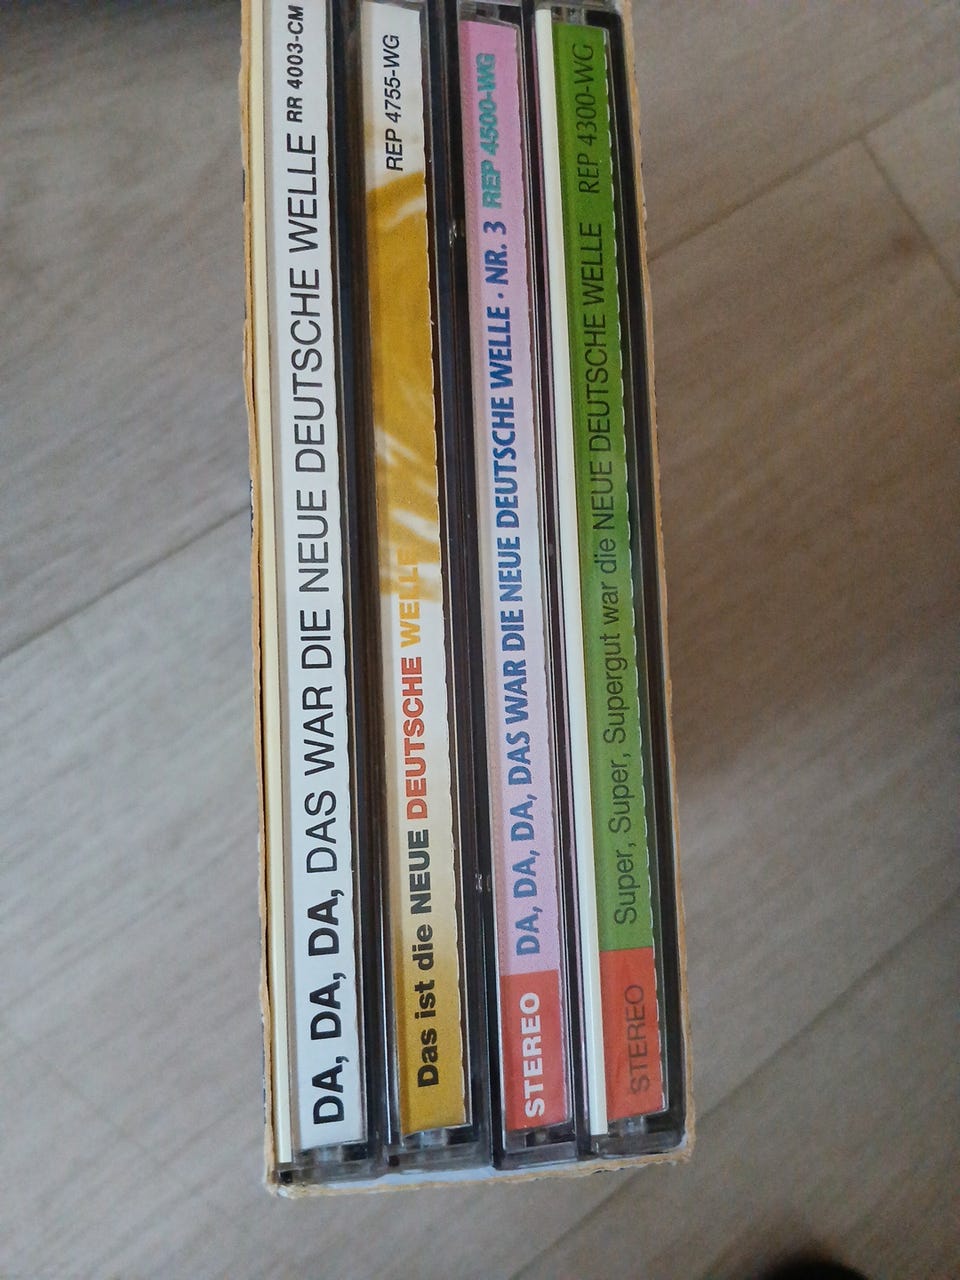 DA, DA, DA, DAS WAR DIE NEUE DEUTSCHE WELLE RR 4003-CM
Das ist die NEUE DEUTSCHE WELLE REP 4755-WG
STEREO DA, DA, DA, DAS WAR DIE NEUE DEUTSCHE WELLE · NR. 3 REP 4500-WG
STEREO Super, Super, Supergut war die NEUE DEUTSCHE WELLE REP 4300-WG